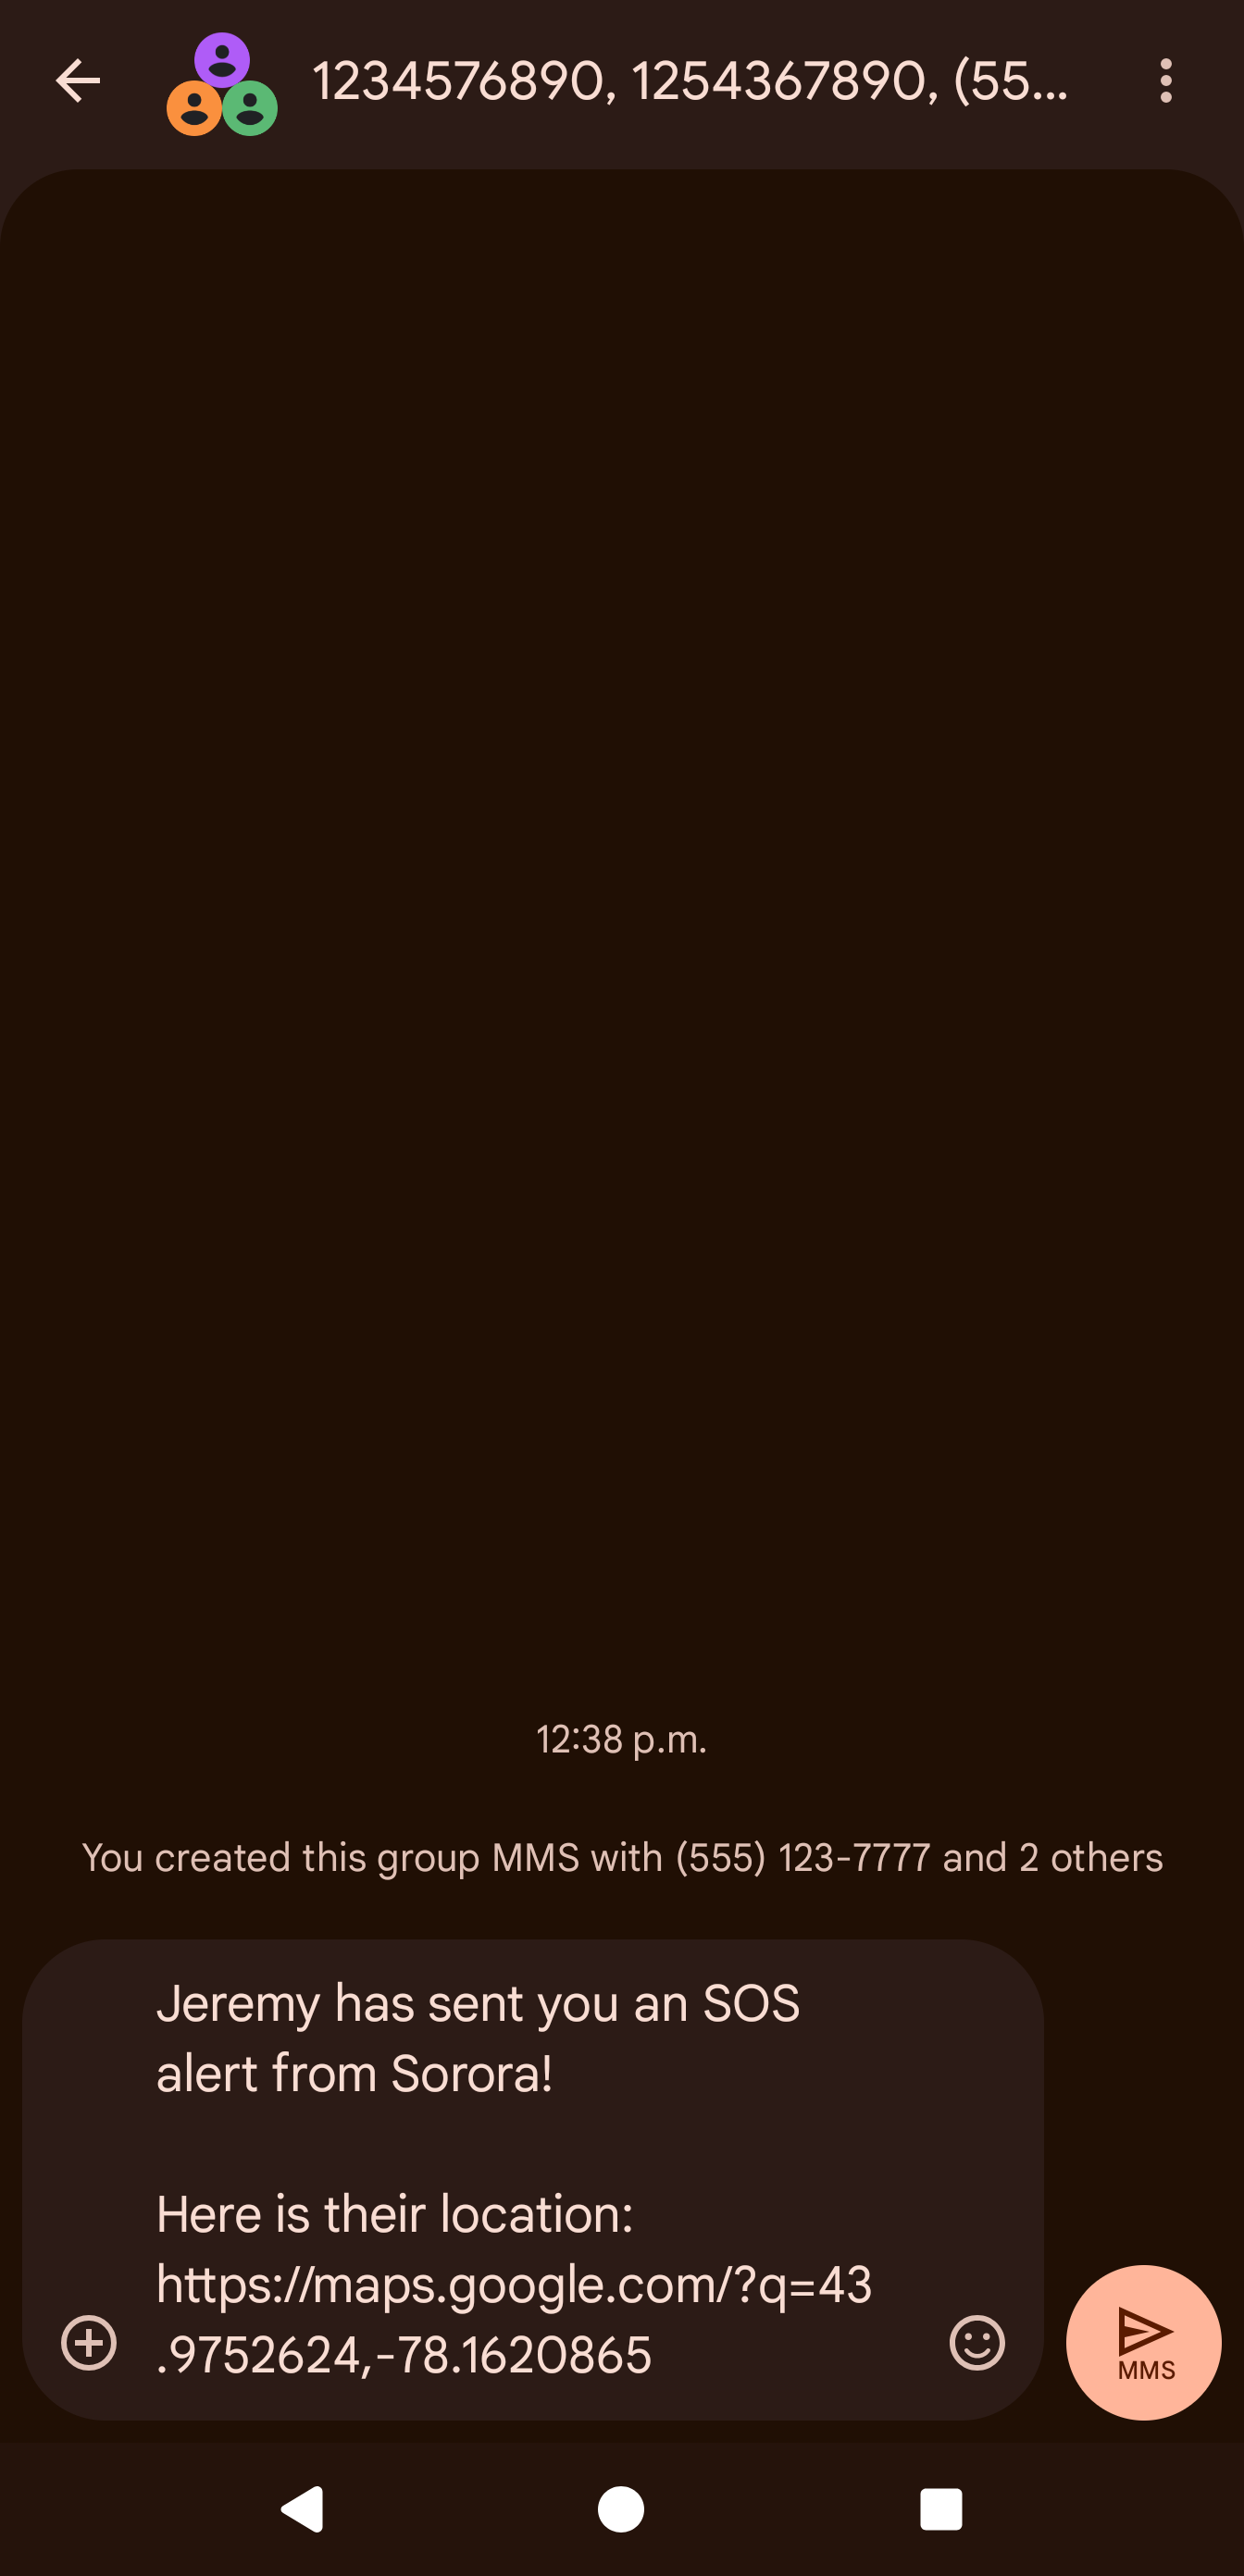 1234576890, 1254367890, (55...
12:38 p.m.
You created this group MMS with (555) 123-7777 and 2 others
Jeremy has sent you an SOS
alert from Sorora!
Here is their location:
https://maps.google.com/?q=43
.9752624,-78.1620865
MMS